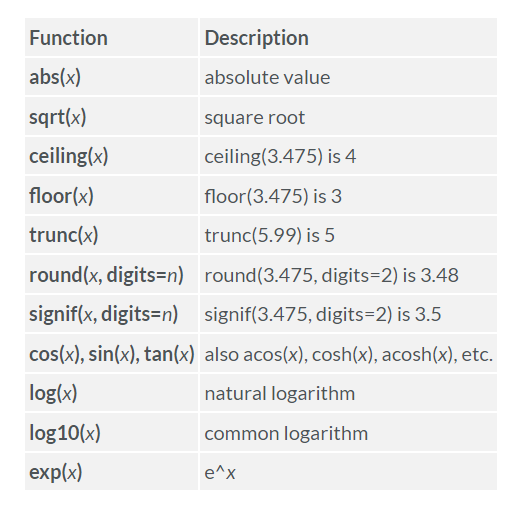 Function Description
abs(x) absolute value
sqrt(x) square root
ceiling(x) ceiling(3.475) is 4
floor(x) floor(3.475) is 3
trunc(x) trunc(5.99) is 5
round(x, digits=n) round(3.475, digits=2) is 3.48
signif(x, digits=n) signif(3.475, digits=2) is 3.5
cos(x), sin(x), tan(x) also acos(x), cosh(x), acosh(x), etc.
log(x) natural logarithm
log10(x) common logarithm
exp(x) e^x